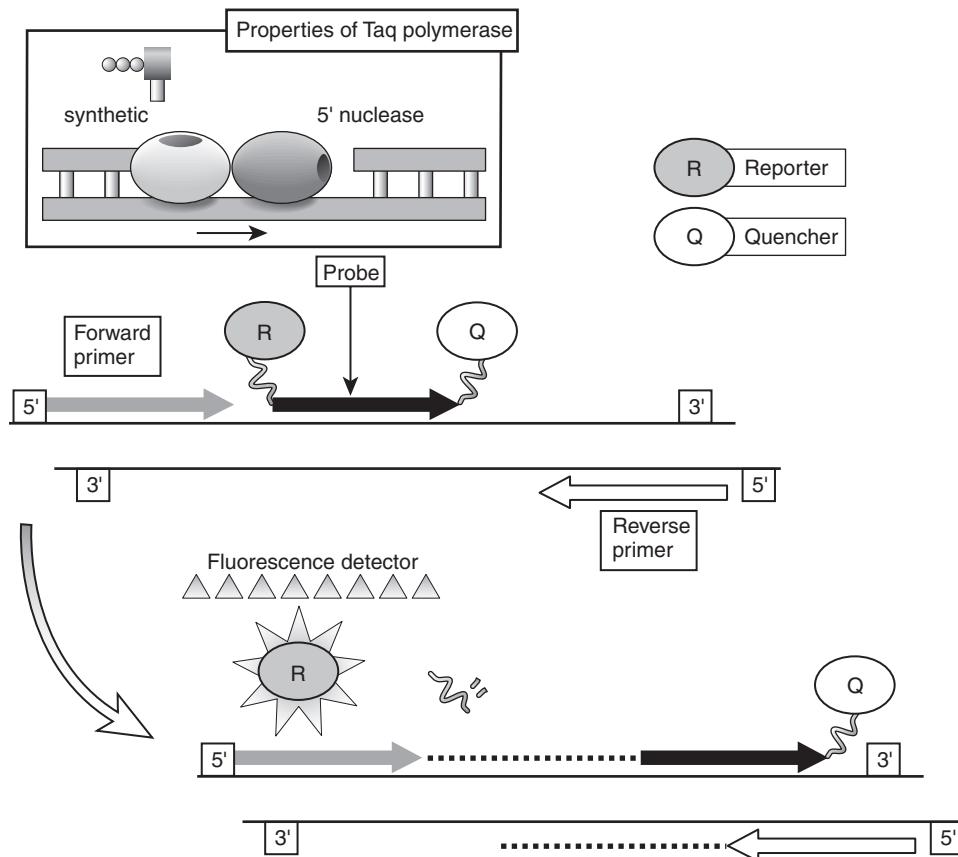 Properties of Taq polymerase
synthetic
5' nuclease
R Reporter
Q Quencher
Probe
Forward
primer
R
Q
5'
3'
3'
5'
Reverse
primer
Fluorescence detector
R
Q
5'
3'
3'
5'